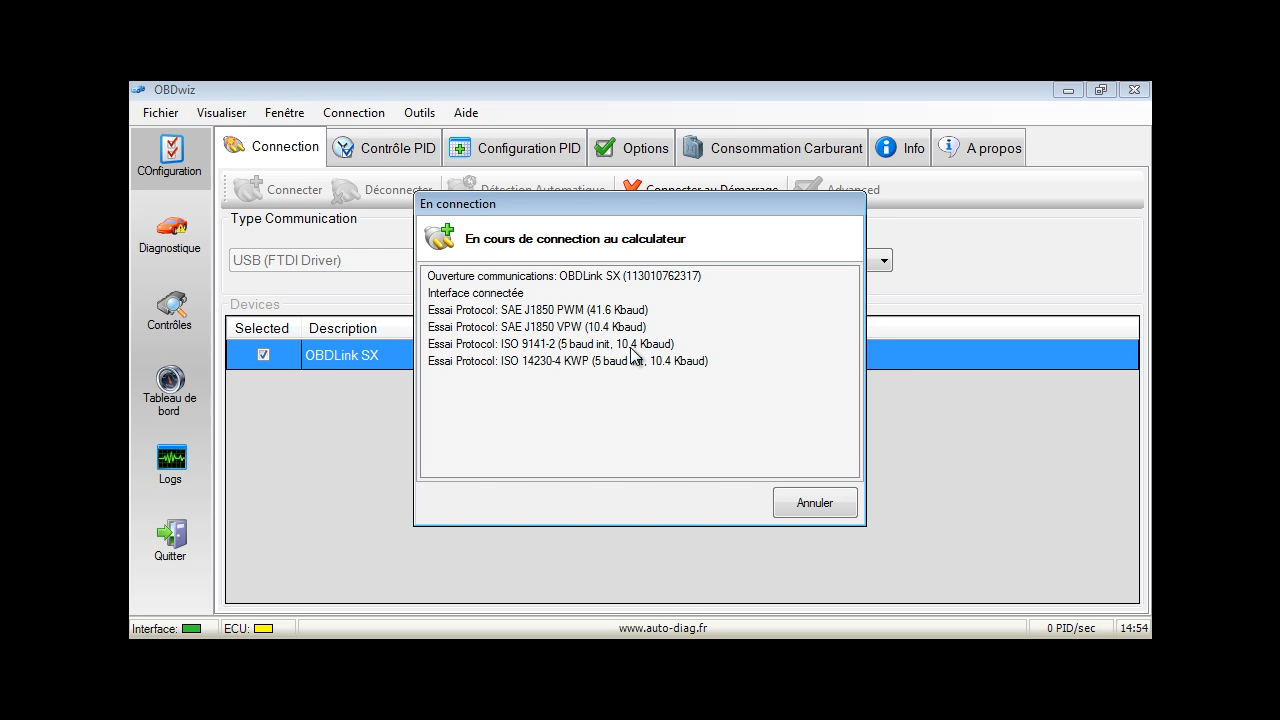 OBDwiz
Fichier Visualiser Fenêtre Connection Outils Aide
COnfiguration
Diagnostique
Contrôles
Tableau de
bord
Logs
Quitter
Connection Contrôle PID Configuration PID Options Consommation Carburant Info A propos
Connecter Déconnecter Détection Automatique Connecter au Démarrage Advanced
Type Communication
USB (FTDI Driver)
Devices
Selected Description
OBDLink SX
En connection
En cours de connection au calculateur
Ouverture communications: OBDLink SX (113010762317)
Interface connectée
Essai Protocol: SAE J1850 PWM (41.6 Kbaud)
Essai Protocol: SAE J1850 VPW (10.4 Kbaud)
Essai Protocol: ISO 9141-2 (5 baud init, 10.4 Kbaud)
Essai Protocol: ISO 14230-4 KWP (5 baud init, 10.4 Kbaud)
Annuler
Interface: ECU: www.auto-diag.fr 0 PID/sec 14:54